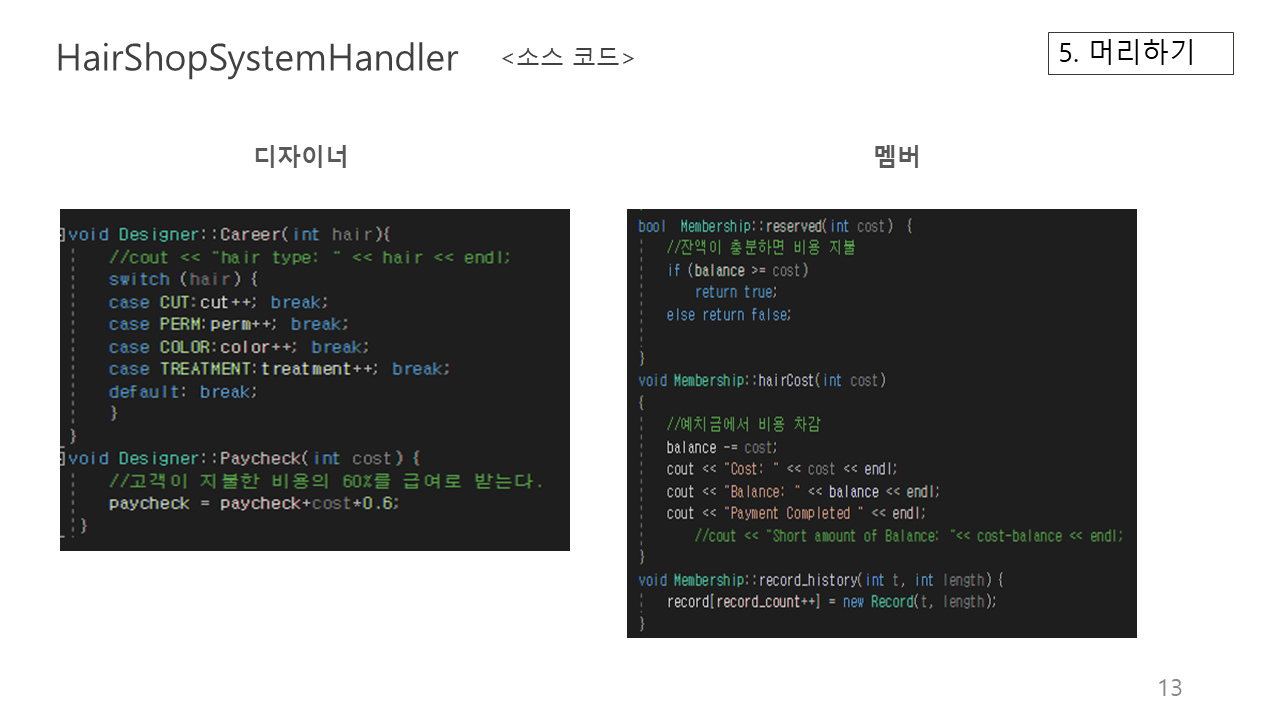 HairShopSystemHandler <소스 코드>
5. 머리하기
디자이너
void Designer::Career(int hair){
//cout << "hair type: " << hair << endl;
switch (hair) {
case CUT:cut++; break;
case PERM:perm++; break;
case COLOR:color++; break;
case TREATMENT:treatment++; break;
default: break;
}
}
void Designer::Paycheck(int cost) {
//고객이 지불한 비용의 60%를 급여로 받는다.
paycheck = paycheck+cost*0.6;
}
멤버
bool Membership::reserved(int cost) {
//잔액이 충분하면 비용 지불
if (balance >= cost)
return true;
else return false;
}
void Membership::hairCost(int cost)
{
//예치금에서 비용 차감
balance -= cost;
cout << "Cost: " << cost << endl;
cout << "Balance: " << balance << endl;
cout << "Payment Completed " << endl;
//cout << "Short amount of Balance: "<< cost-balance << endl;
}
void Membership::record_history(int t, int length) {
record[record_count++] = new Record(t, length);
}
13